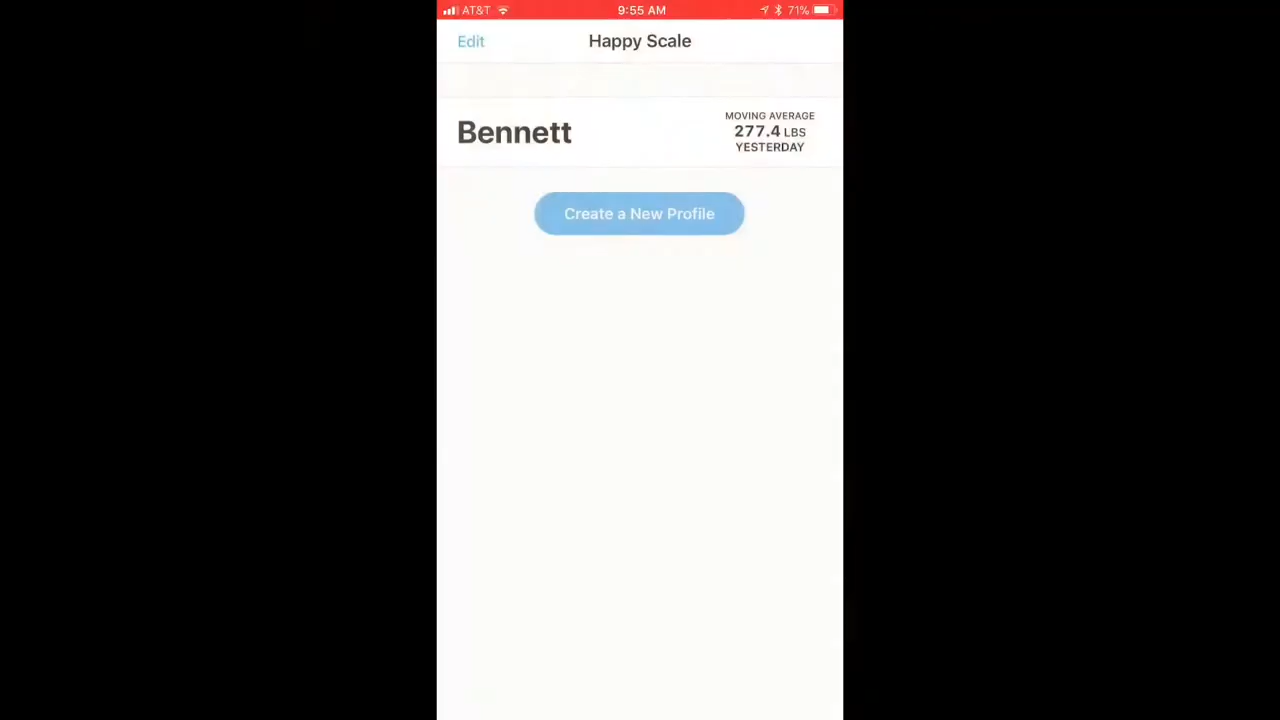 AT&T 9:55 AM 71%
Edit Happy Scale
Bennett
MOVING AVERAGE
277.4 LBS
YESTERDAY
Create a New Profile